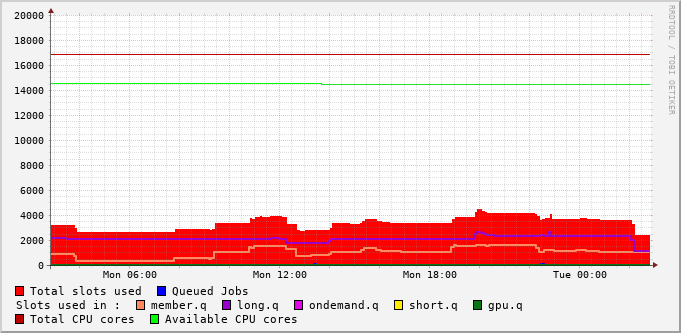 20000
18000
16000
14000
12000
10000
8000
6000
4000
2000
0
Mon 06:00 Mon 12:00 Mon 18:00 Tue 00:00
Total slots used Queued Jobs
Slots used in : member.q long.q ondemand.q short.q gpu.q
Total CPU cores Available CPU cores
RRDTOOL / TOBI OETIKER